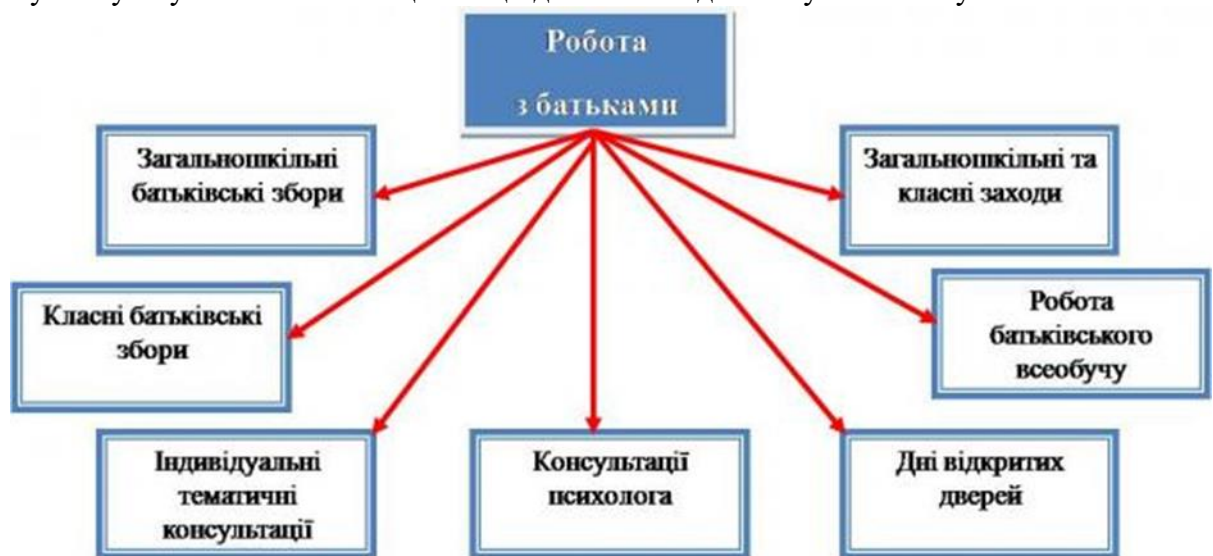 Робота
з батьками
Загальношкільні
батьківські збори
Загальношкільні та
класні заходи
Класні батьківські
збори
Робота
батьківського
всеобучу
Індивідуальні
тематичні
консультації
Консультації
психолога
Дні відкритих
дверей